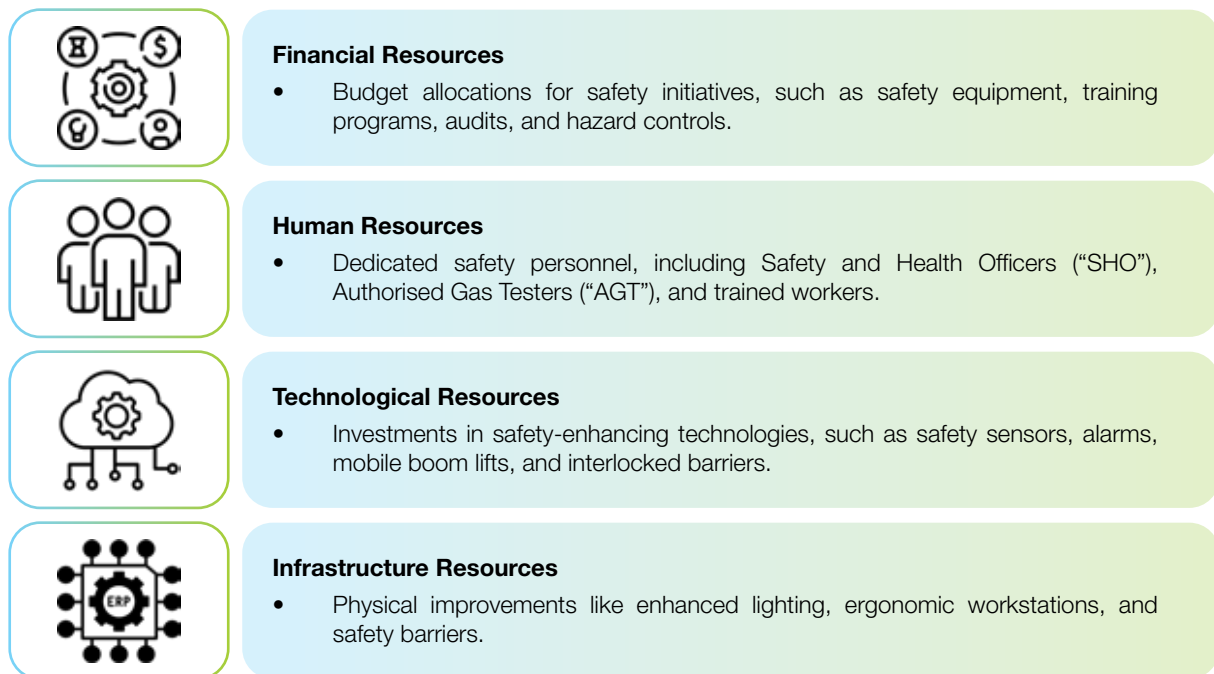 Financial Resources
• Budget allocations for safety initiatives, such as safety equipment, training
programs, audits, and hazard controls.
Human Resources
• Dedicated safety personnel, including Safety and Health Officers (“SHO”),
Authorised Gas Testers (“AGT”), and trained workers.
Technological Resources
• Investments in safety-enhancing technologies, such as safety sensors, alarms,
mobile boom lifts, and interlocked barriers.
ERP
Infrastructure Resources
• Physical improvements like enhanced lighting, ergonomic workstations, and
safety barriers.